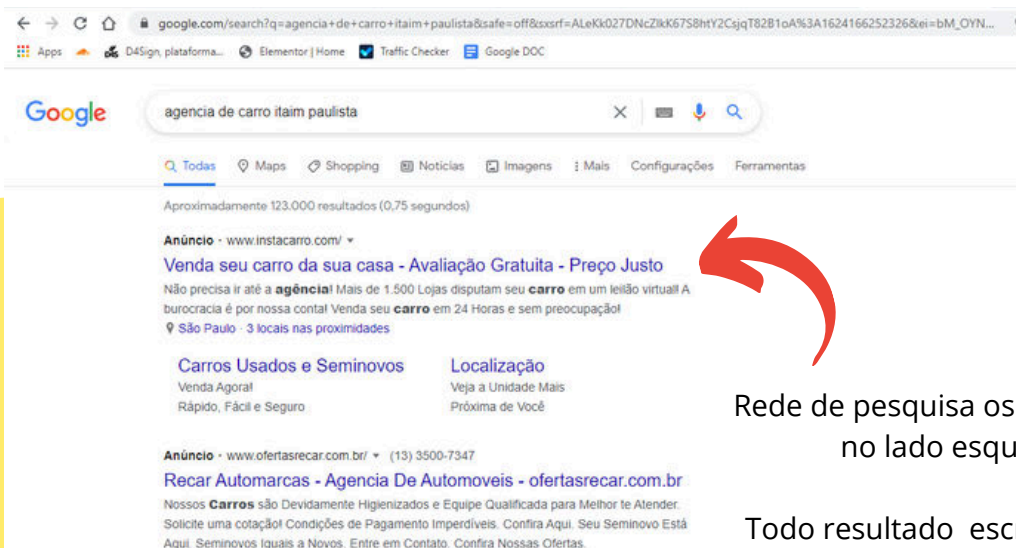 google.com/search?q=agencia+de+carro+itaim+paulista&safe=off&sxsrf=ALeKk027DNcZlkK67S8htY2CsjqT82B1oA%3A1624166252326&ei=bM_OYN...
Apps D4Sign, plataforma... Elementor | Home Traffic Checker Google DOC
Google agencia de carro itaim paulista
Todas Maps Shopping Notícias Imagens Mais Configurações Ferramentas
Aproximadamente 123.000 resultados (0,75 segundos)
Anúncio · www.instacarro.com/
Venda seu carro da sua casa - Avaliação Gratuita - Preço Justo
Não precisa ir até a agência! Mais de 1.500 Lojas disputam seu carro em um leilão virtual! A
burocracia é por nossa conta! Venda seu carro em 24 Horas e sem preocupação!
São Paulo · 3 locais nas proximidades
Carros Usados e Seminovos Localização
Venda Agora! Veja a Unidade Mais
Rápido, Fácil e Seguro Próxima de Você
Rede de pesquisa os
no lado esqu
Anúncio · www.ofertasrecar.com.br/ (13) 3500-7347
Recar Automarcas - Agencia De Automoveis - ofertasrecar.com.br
Nossos Carros são Devidamente Higienizados e Equipe Qualificada para Melhor te Atender.
Solicite uma cotação! Condições de Pagamento Imperdíveis. Confira Aqui. Seu Seminovo Está
Aqui. Seminovos Iguais a Novos. Entre em Contato. Confira Nossas Ofertas.
Todo resultado escr